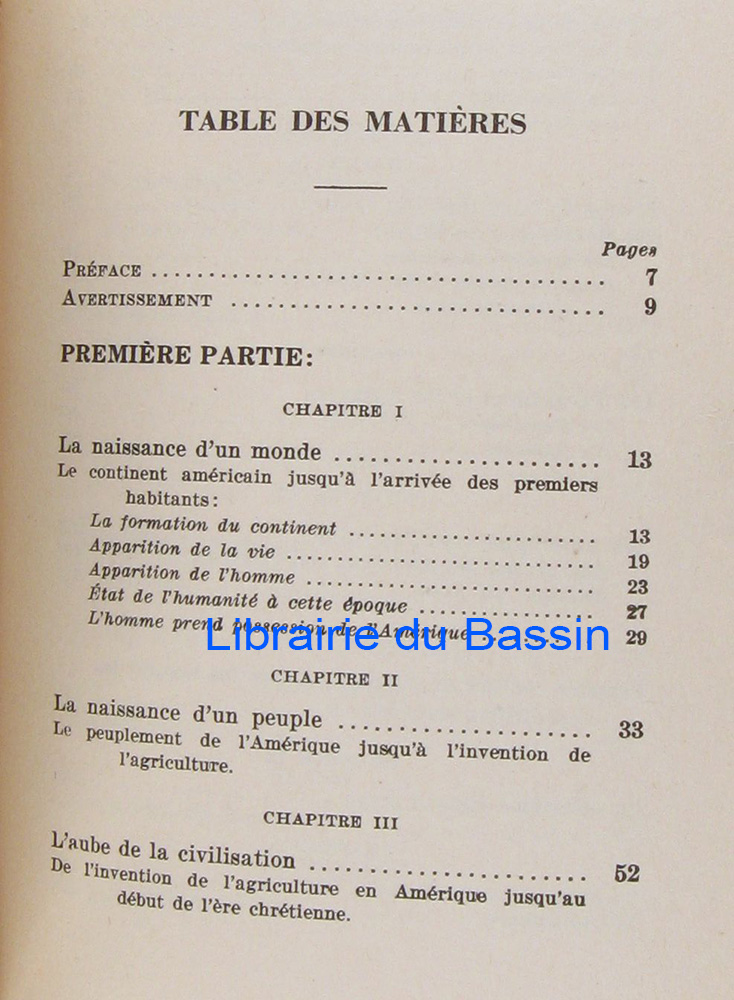 TABLE DES MATIÈRES
Pages
PRÉFACE ........................................ 7
AVERTISSEMENT ................................ 9
PREMIÈRE PARTIE:
CHAPITRE I
La naissance d'un monde ....................... 13
Le continent américain jusqu'à l'arrivée des premiers
habitants:
La formation du continent ...................... 13
Apparition de la vie ........................... 19
Apparition de l'homme ......................... 23
État de l'humanité à cette époque ............... 27
L'homme prend possession de l'Amérique ....... 29
Librairie du Bassin
CHAPITRE II
La naissance d'un peuple ...................... 33
Le peuplement de l'Amérique jusqu'à l'invention de
l'agriculture.
CHAPITRE III
L'aube de la civilisation ........................ 52
De l'invention de l'agriculture en Amérique jusqu'au
début de l'ère chrétienne.